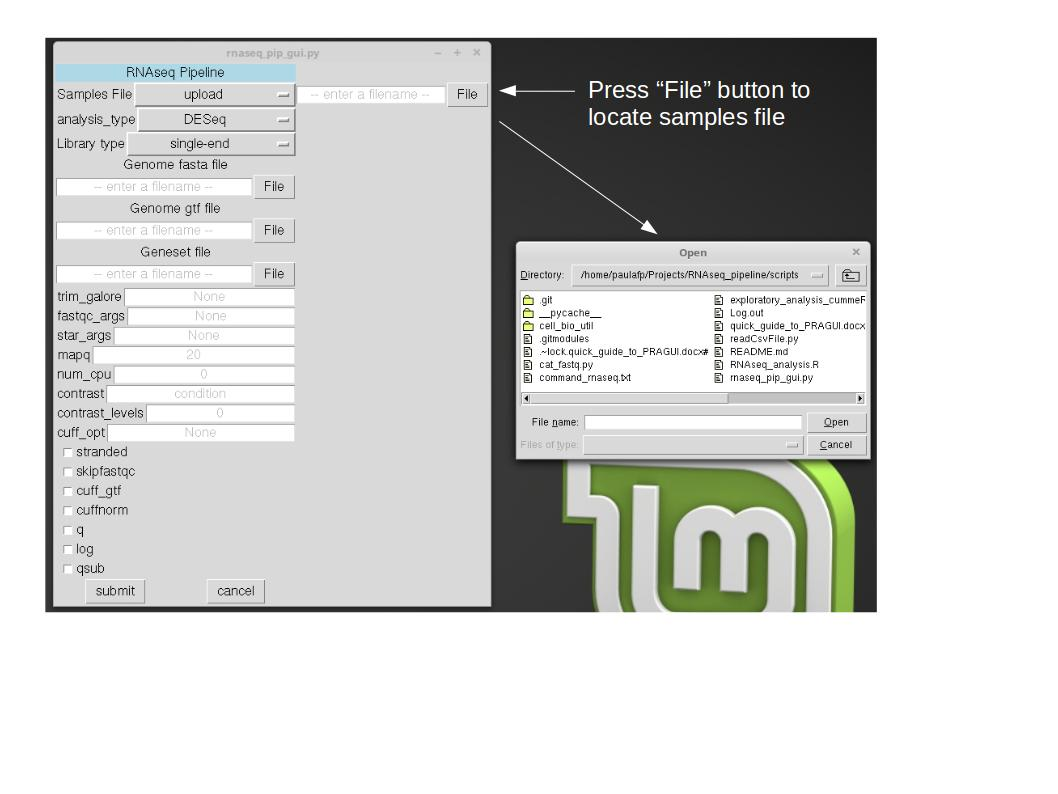 rnaseq_pip_gui.py
RNAseq Pipeline
Samples File upload -- enter a filename -- File
analysis_type DESeq
Library type single-end
Genome fasta file
-- enter a filename -- File
Genome gtf file
-- enter a filename -- File
Geneset file
-- enter a filename -- File
trim_galore None
fastqc_args None
star_args None
mapq 20
num_cpu 0
contrast condition
contrast_levels 0
cuff_opt None
stranded
skipfastqc
cuff_gtf
cuffnorm
q
log
qsub
submit cancel
Press “File” button to
locate samples file
Open
Directory: /home/paulafp/Projects/RNAseq_pipeline/scripts
.git
__pycache__
cell_bio_util
.gitmodules
.~lock.quick_guide_to_PRAGUI.docx#
cat_fastq.py
command_rnaseq.txt
exploratory_analysis_cummeR
Log.out
quick_guide_to_PRAGUI.docx
readCsvFile.py
README.md
RNAseq_analysis.R
rnaseq_pip_gui.py
File name: Open
Files of type: Cancel
lm